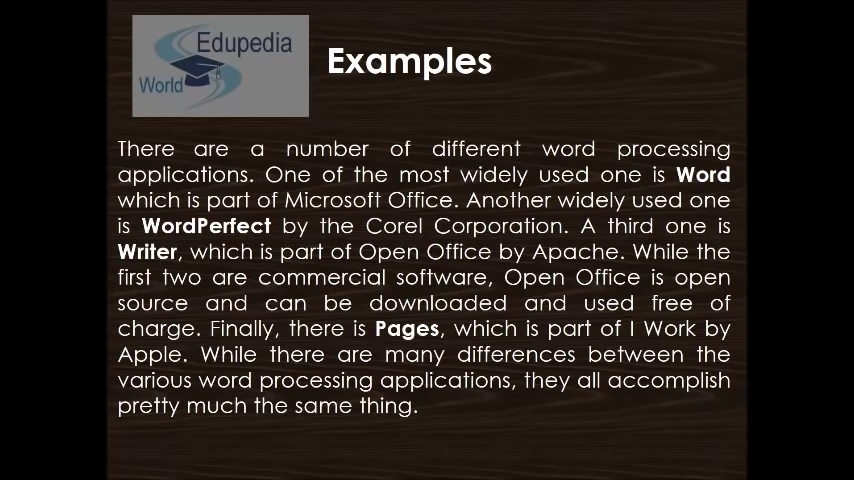 Edupedia
World
Examples
There are a number of different word processing
applications. One of the most widely used one is Word
which is part of Microsoft Office. Another widely used one
is WordPerfect by the Corel Corporation. A third one is
Writer, which is part of Open Office by Apache. While the
first two are commercial software, Open Office is open
source and can be downloaded and used free of
charge. Finally, there is Pages, which is part of I Work by
Apple. While there are many differences between the
various word processing applications, they all accomplish
pretty much the same thing.